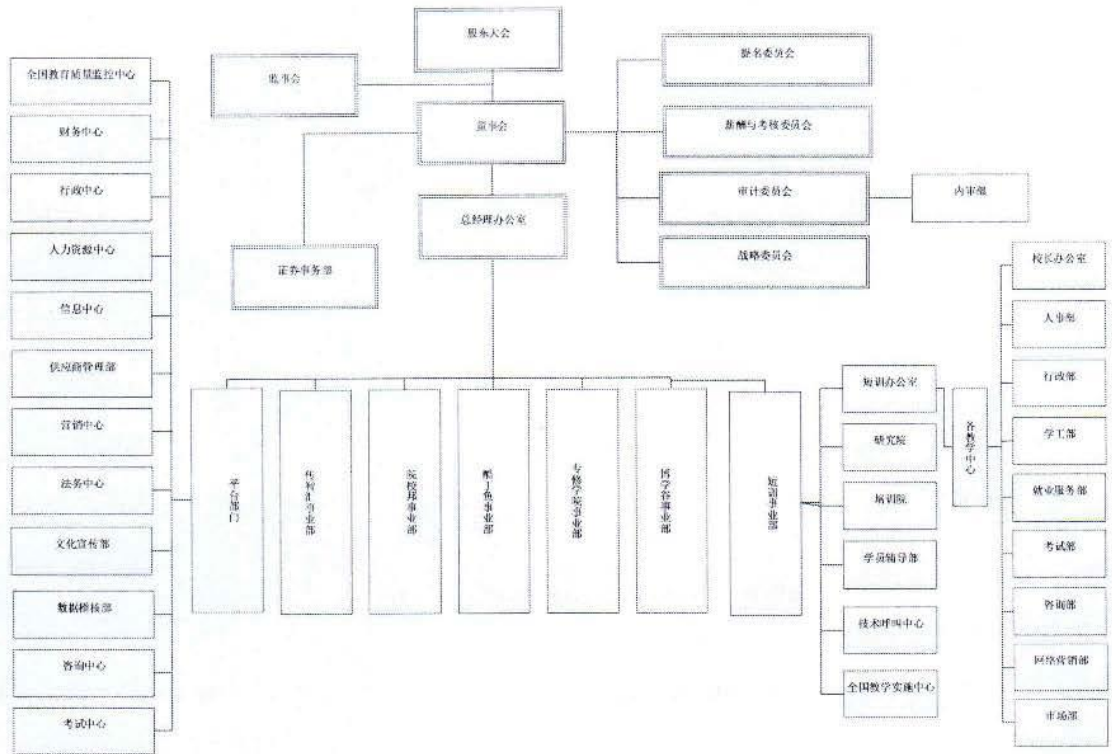 股东大会
监事会
董事会
总经理办公室
证券事务部
提名委员会
薪酬与考核委员会
审计委员会
内审部
战略委员会
全国教育质量监控中心
财务中心
行政中心
人力资源中心
信息中心
供应商管理部
营销中心
法务中心
文化宣传部
数据稽核部
咨询中心
考试中心
平台部门
院校邦事业部
酷丁鱼事业部
专修学院事业部
博学谷事业部
短训事业部
短训办公室
研究院
培训院
学员辅导部
技术呼叫中心
全国教学实施中心
各教学中心
校长办公室
人事部
行政部
学工部
就业服务部
考试部
咨询部
网络营销部
市场部